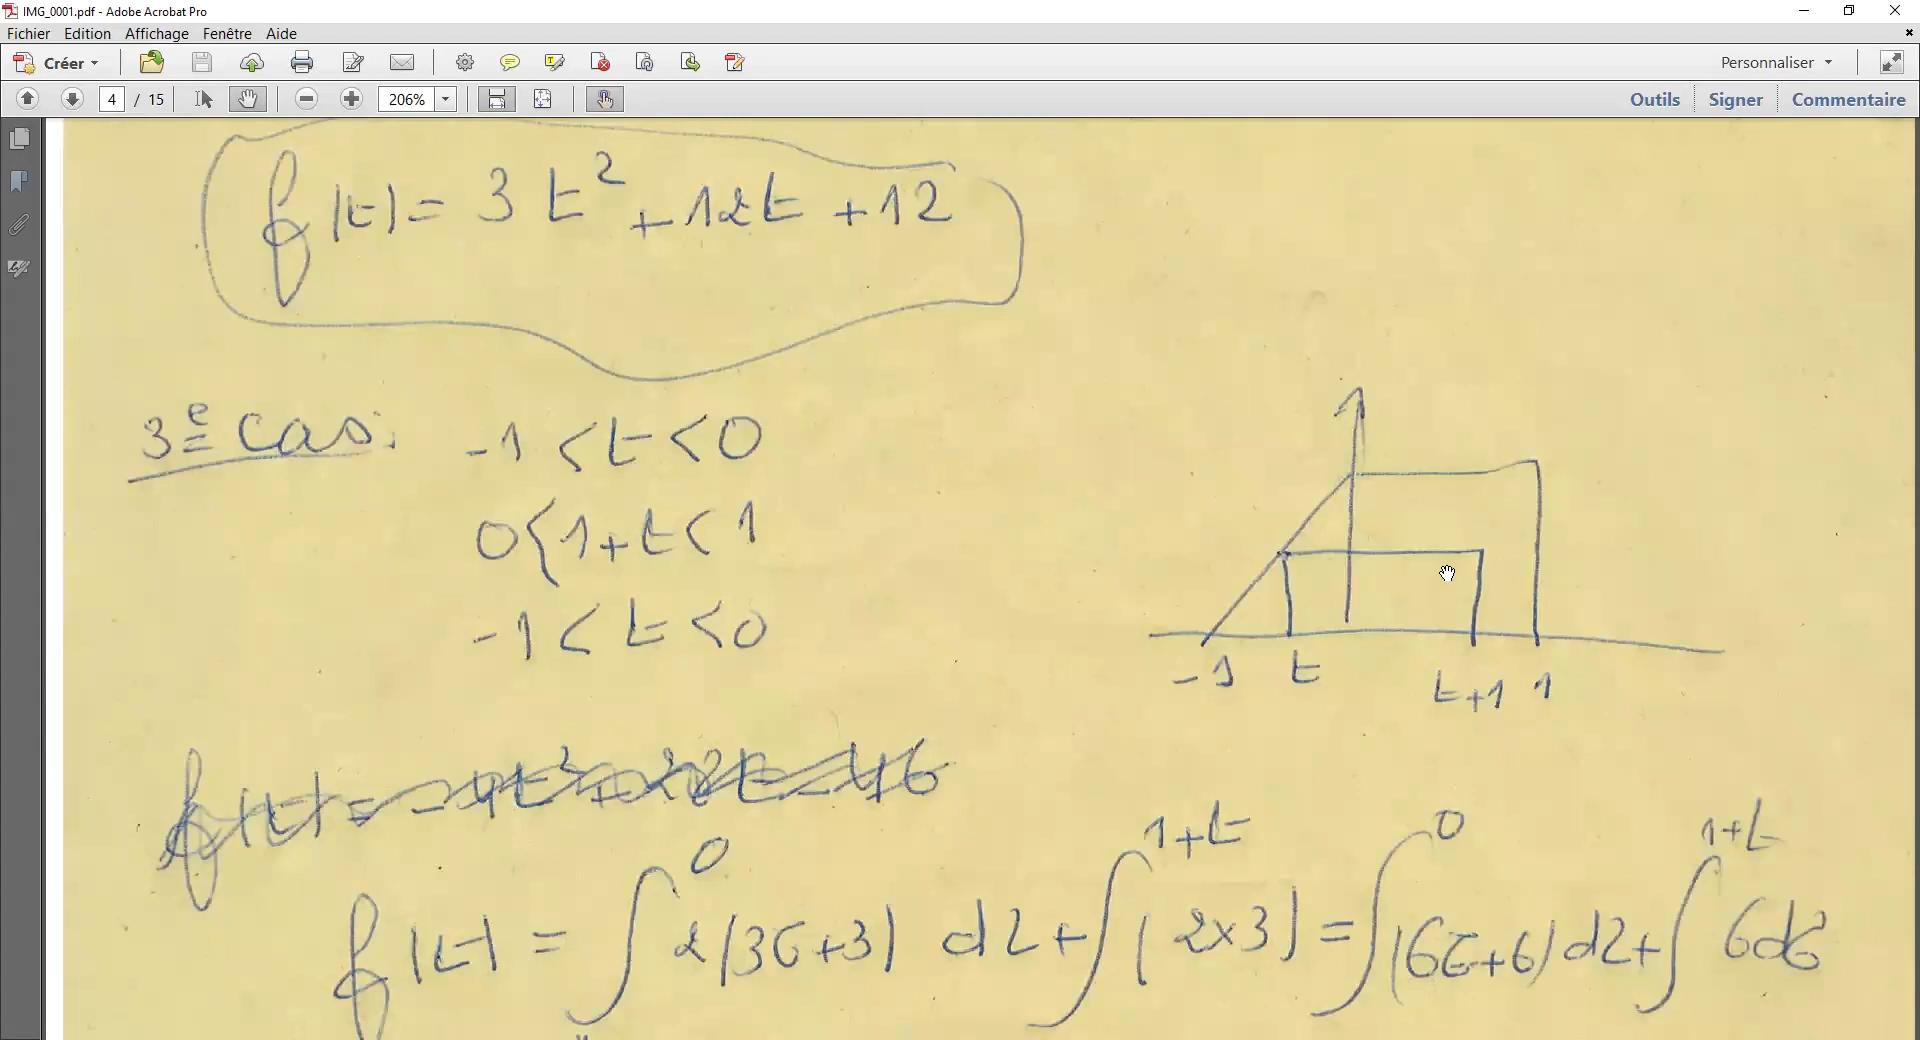 IMG_0001.pdf - Adobe Acrobat Pro
Fichier Edition Affichage Fenêtre Aide
Créer Personnaliser
4 / 15 206% Outils Signer Commentaire
f(t) = 3t² + 12t + 12
3e cas: -1 < t < 0
0 < 1+t < 1
-1 < t < 0
-1 t t+1 1
0 1+t 0 1+t
f(t) = ∫ 2(3τ+3) dτ + ∫ (2x3) = ∫ (6τ+6) dτ + ∫ 6dτ